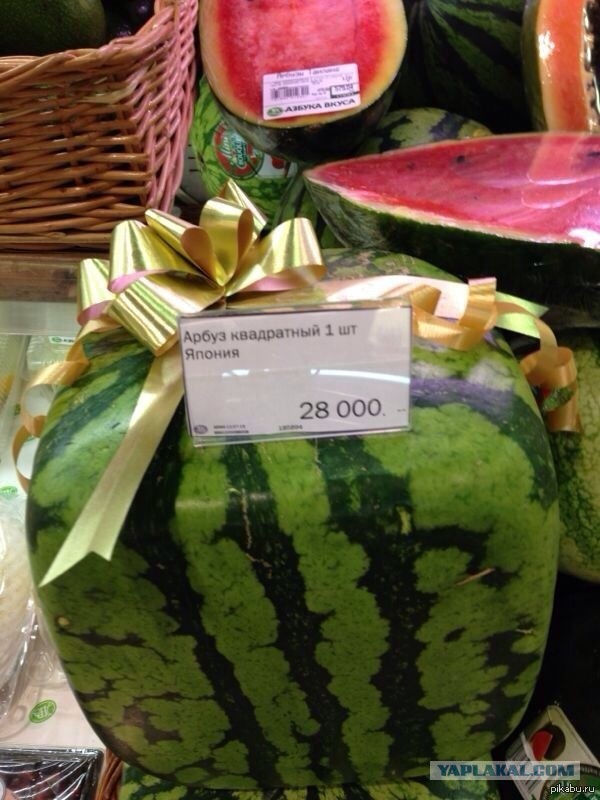 АЗБУКА ВКУСА
Арбуз квадратный 1 шт
Япония
28 000.
YAPLAKAL.COM
pikabu.ru